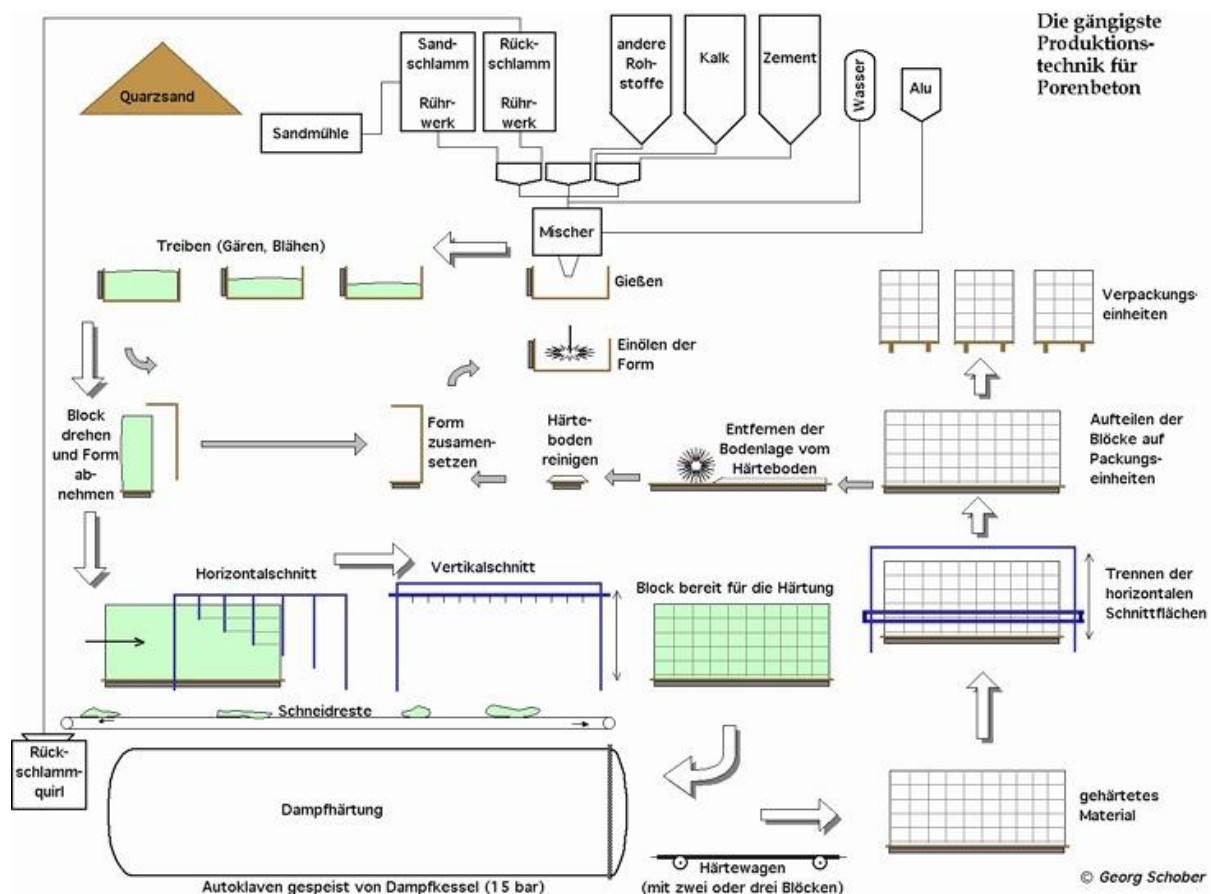 Die gängigste
Produktions-
technik für
Porenbeton
Quarzsand
Sandmühle
Sand-
schlamm
Rühr-
werk
Rück-
schlamm
Rühr-
werk
andere
Roh-
stoffe
Kalk
Zement
Wasser
Alu
Mischer
Treiben (Gären, Blähen)
Gießen
Einölen der
Form
Verpackungs-
einheiten
Block
drehen
und Form
ab-
nehmen
Form
zusamen-
setzen
Härte-
boden
reinigen
Entfernen der
Bodenlage vom
Härteboden
Aufteilen der
Blöcke auf
Packungs-
einheiten
Horizontalschnitt
Vertikalschnitt
Block bereit für die Härtung
Trennen der
horizontalen
Schnittflächen
Schneidreste
Rück-
schlamm-
quirl
Dampfhärtung
gehärtetes
Material
Autoklaven gespeist von Dampfkessel (15 bar)
Härtewagen
(mit zwei oder drei Blöcken)
© Georg Schober